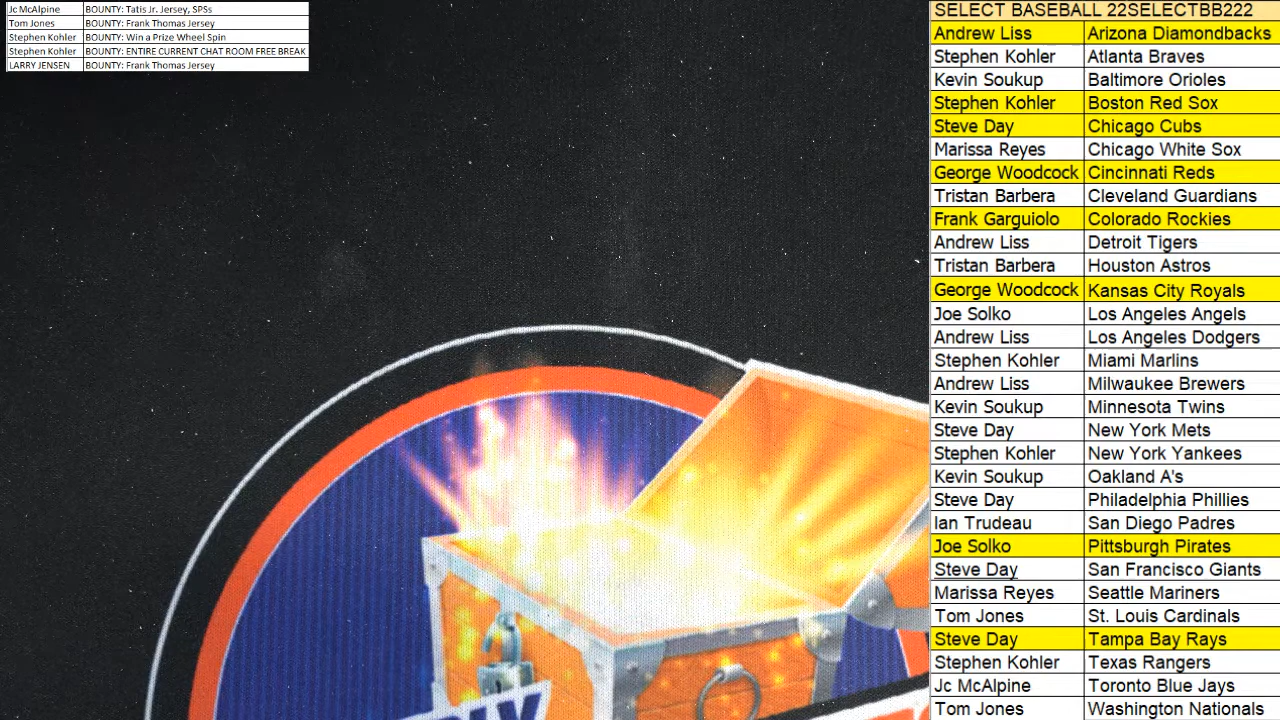 Jc McAlpine BOUNTY: Tatis Jr. Jersey, SPSs
Tom Jones BOUNTY: Frank Thomas Jersey
Stephen Kohler BOUNTY: Win a Prize Wheel Spin
Stephen Kohler BOUNTY: ENTIRE CURRENT CHAT ROOM FREE BREAK
LARRY JENSEN BOUNTY: Frank Thomas Jersey
SELECT BASEBALL 22SELECTBB222
Andrew Liss Arizona Diamondbacks
Stephen Kohler Atlanta Braves
Kevin Soukup Baltimore Orioles
Stephen Kohler Boston Red Sox
Steve Day Chicago Cubs
Marissa Reyes Chicago White Sox
George Woodcock Cincinnati Reds
Tristan Barbera Cleveland Guardians
Frank Garguiolo Colorado Rockies
Andrew Liss Detroit Tigers
Tristan Barbera Houston Astros
George Woodcock Kansas City Royals
Joe Solko Los Angeles Angels
Andrew Liss Los Angeles Dodgers
Stephen Kohler Miami Marlins
Andrew Liss Milwaukee Brewers
Kevin Soukup Minnesota Twins
Steve Day New York Mets
Stephen Kohler New York Yankees
Kevin Soukup Oakland A's
Steve Day Philadelphia Phillies
Ian Trudeau San Diego Padres
Joe Solko Pittsburgh Pirates
Steve Day San Francisco Giants
Marissa Reyes Seattle Mariners
Tom Jones St. Louis Cardinals
Steve Day Tampa Bay Rays
Stephen Kohler Texas Rangers
Jc McAlpine Toronto Blue Jays
Tom Jones Washington Nationals